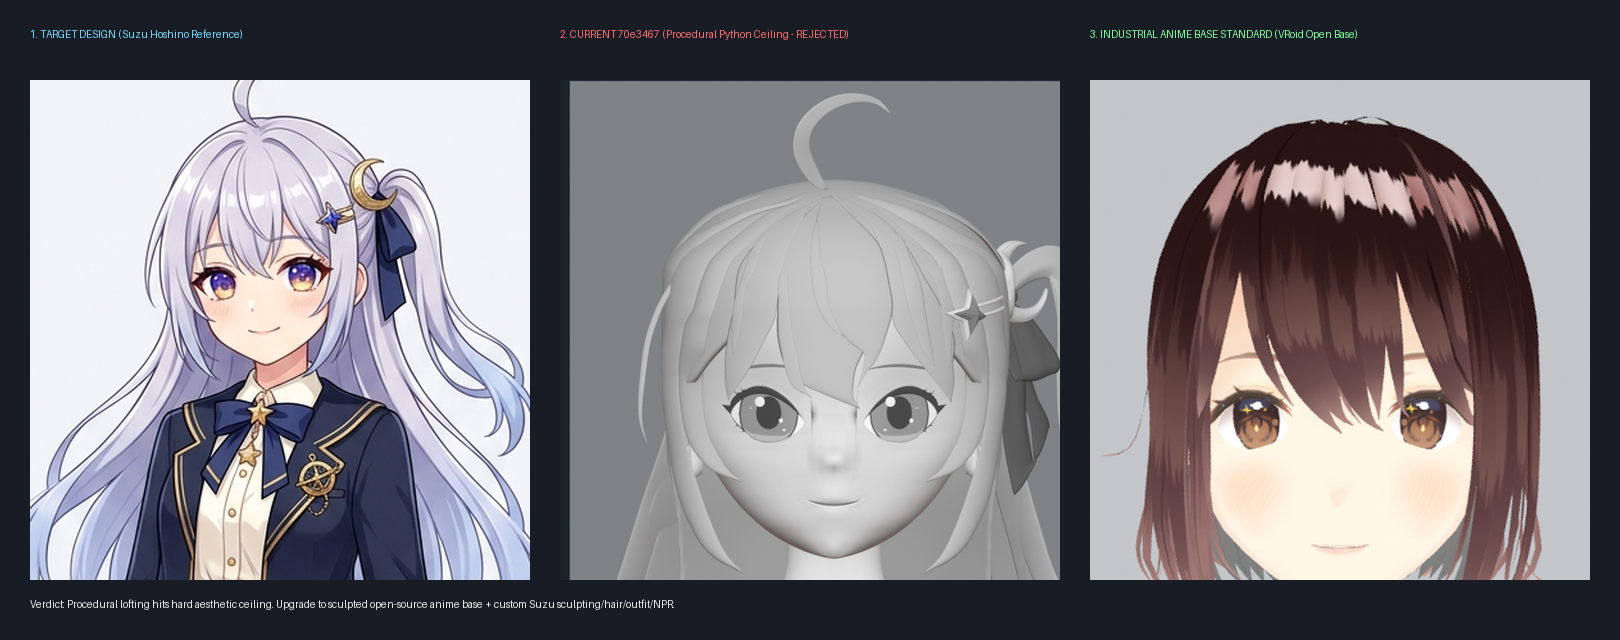 1. TARGET DESIGN (Suzu Hoshino Reference)
2. CURRENT 70e3467 (Procedural Python Ceiling - REJECTED)
3. INDUSTRIAL ANIME BASE STANDARD (VRoid Open Base)
Verdict: Procedural lofting hits hard aesthetic ceiling. Upgrade to sculpted open-source anime base + custom Suzu sculpting/hair/outfit/NPR.